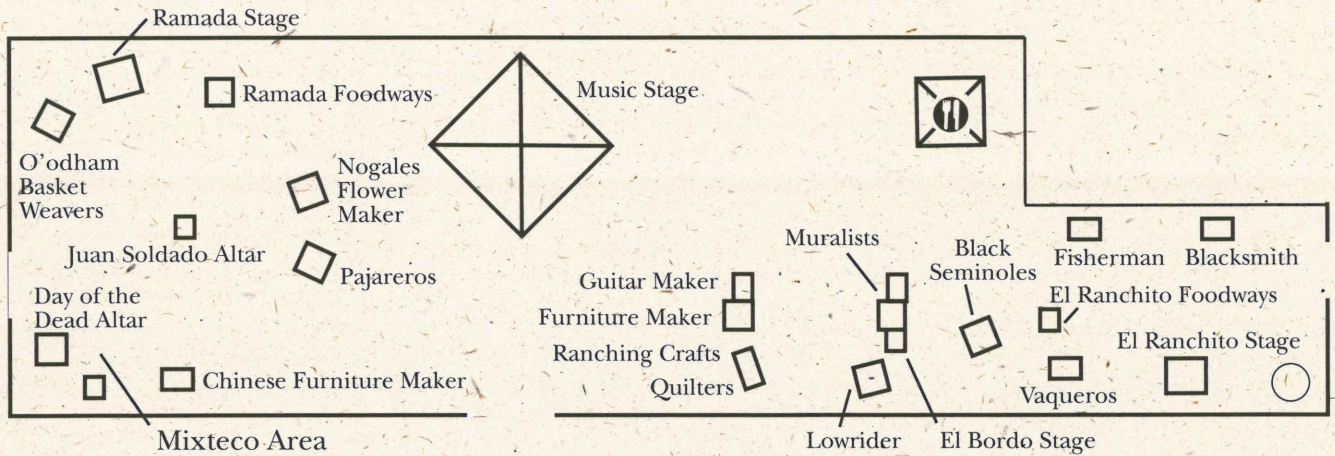 Ramada Stage
Ramada Foodways
Music Stage
O’odham
Basket
Weavers
Nogales
Flower
Maker
Juan Soldado Altar
Pajareros
Day of the
Dead Altar
Chinese Furniture Maker
Mixteco Area
Guitar Maker
Furniture Maker
Ranching Crafts
Quilters
Muralists
Black
Seminoles
Fisherman
Blacksmith
El Ranchito Foodways
El Ranchito Stage
Vaqueros
Lowrider
El Bordo Stage